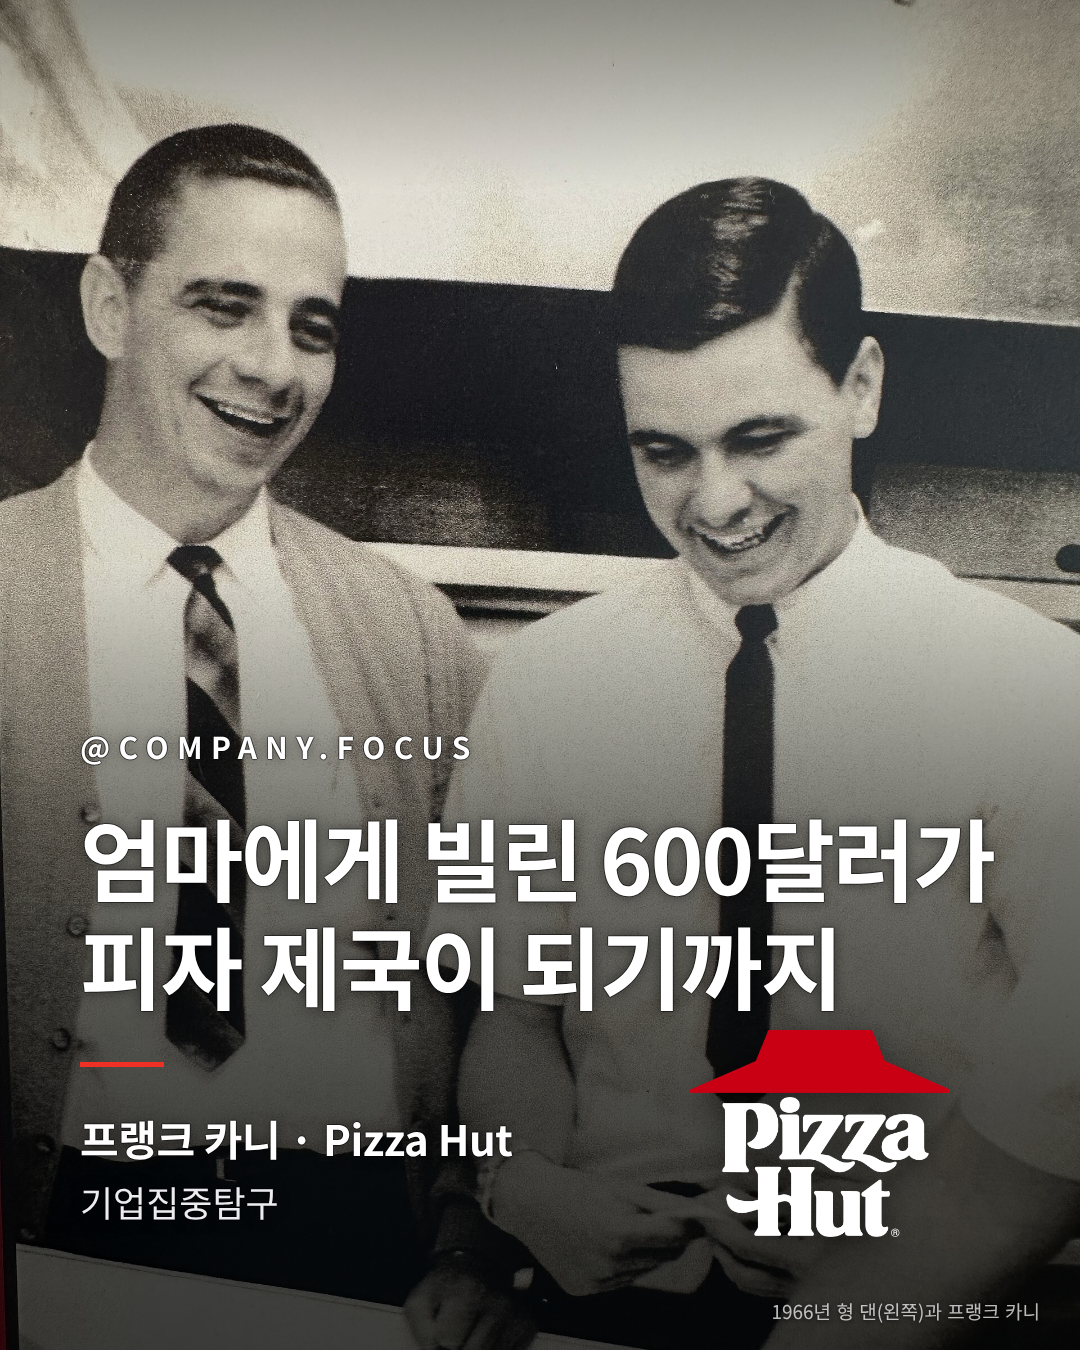 @COMPANY.FOCUS
엄마에게 빌린 600달러가
피자 제국이 되기까지
프랭크 카니 · Pizza Hut
기업집중탐구
Pizza
Hut®
1966년 형 댄(왼쪽)과 프랭크 카니